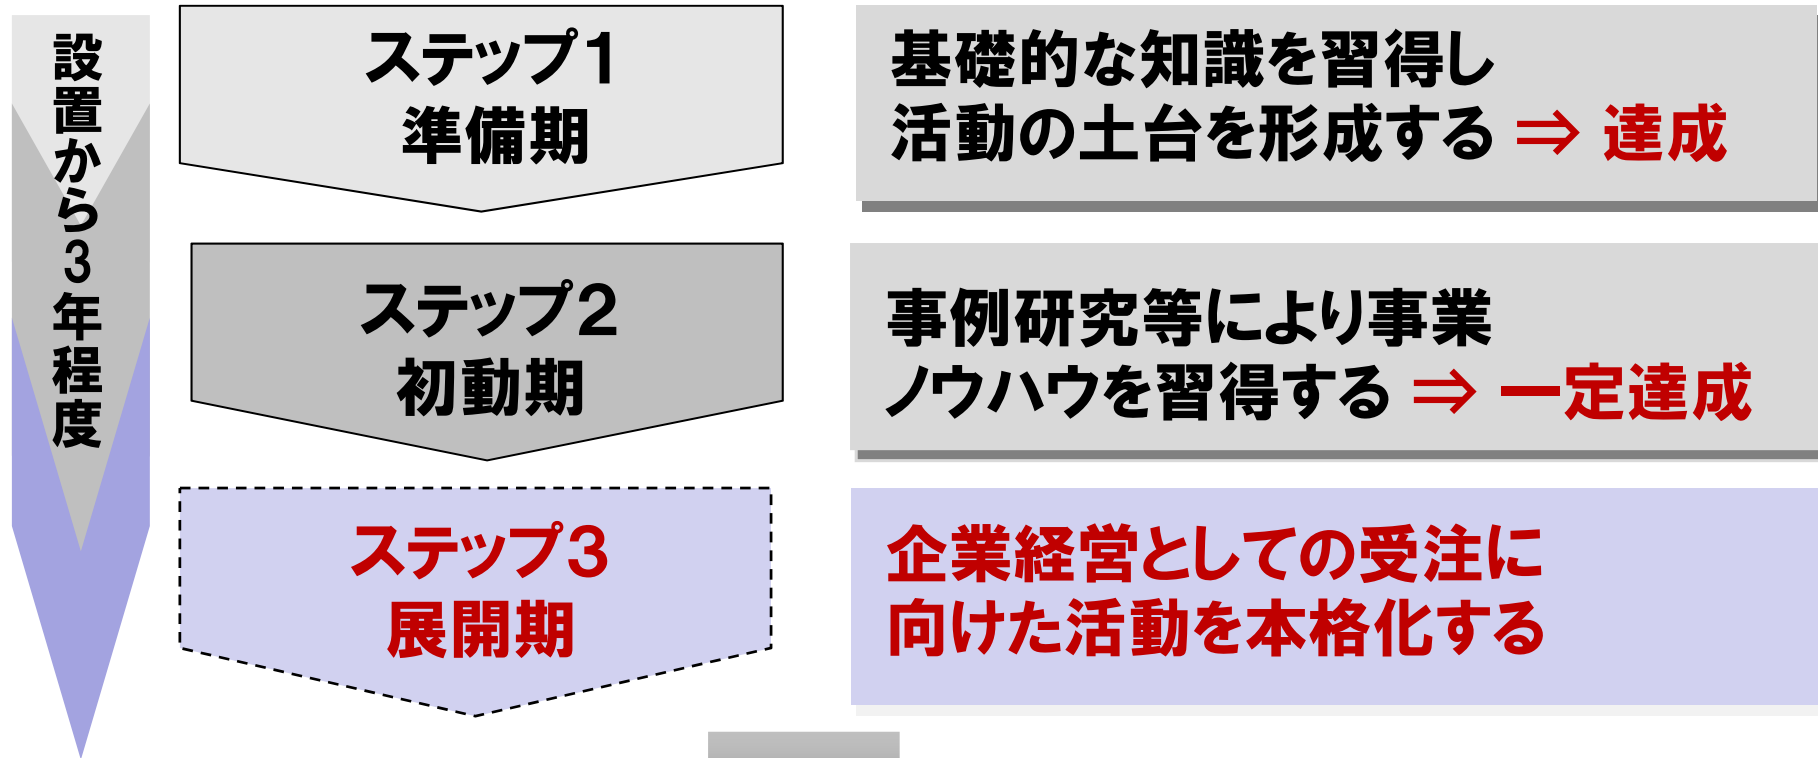 設置から3年程度
ステップ1
準備期
基礎的な知識を習得し
活動の土台を形成する ⇒ 達成
ステップ2
初動期
事例研究等により事業
ノウハウを習得する ⇒ 一定達成
ステップ3
展開期
企業経営としての受注に
向けた活動を本格化する